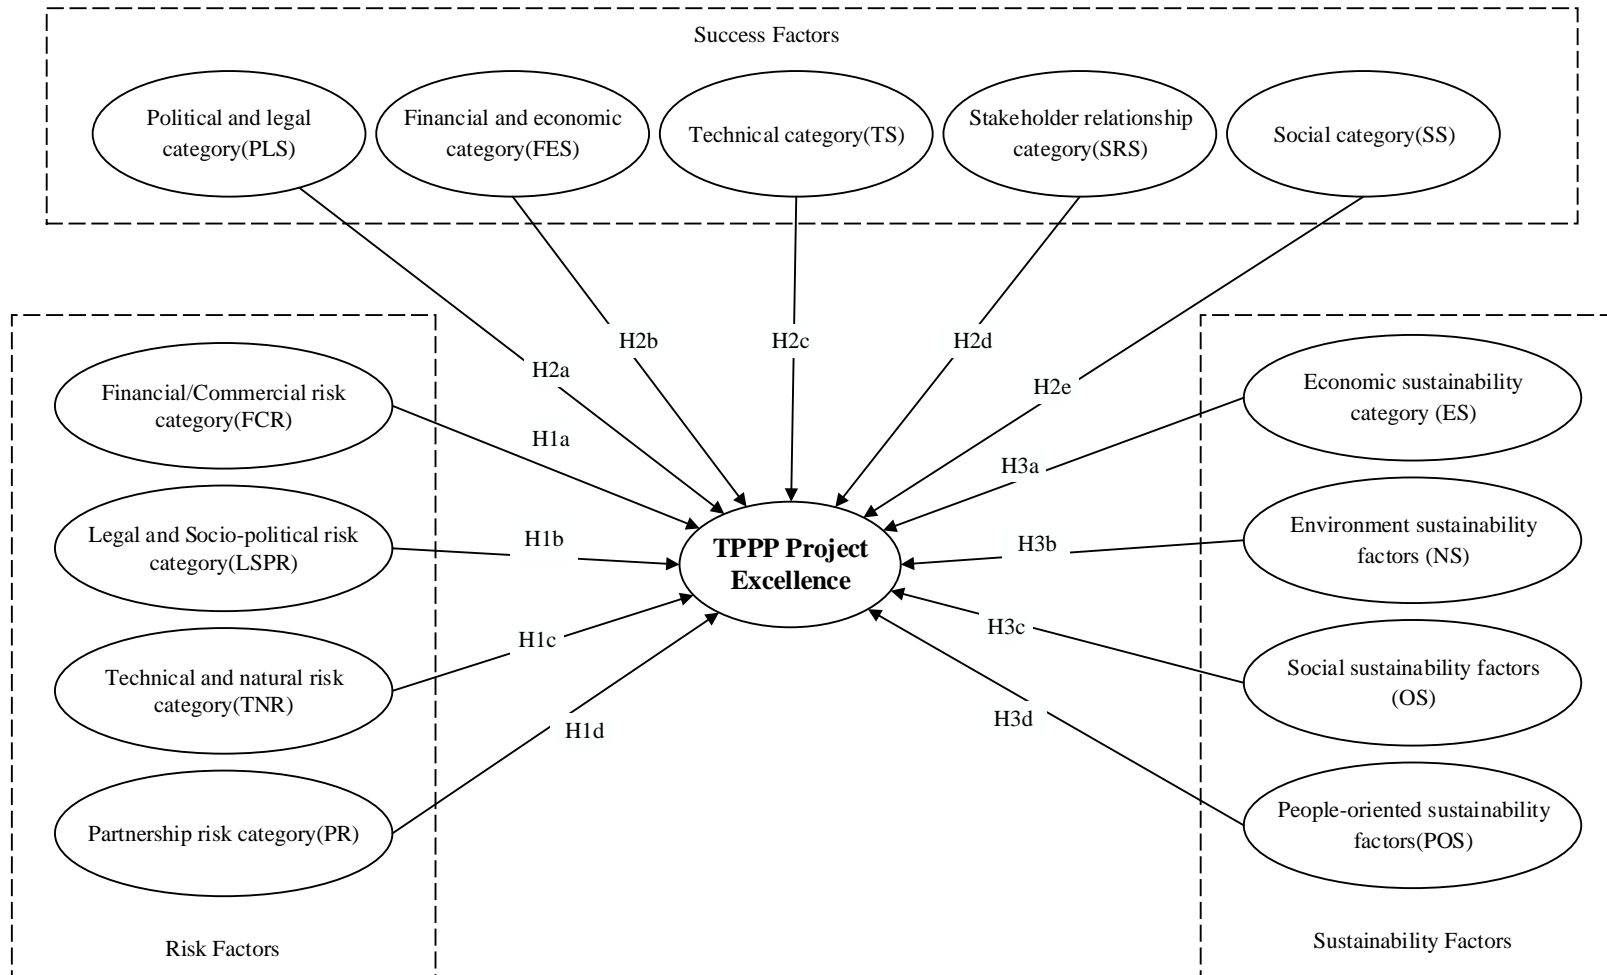 Success Factors
Political and legal
category(PLS)
Financial and economic
category(FES)
Technical category(TS)
Stakeholder relationship
category(SRS)
Social category(SS)
H2a
H2b
H2c
H2d
H2e
Financial/Commercial risk
category(FCR)
Legal and Socio-political risk
category(LSPR)
Technical and natural risk
category(TNR)
Partnership risk category(PR)
Risk Factors
H1a
H1b
H1c
H1d
TPPP Project
Excellence
H3a
H3b
H3c
H3d
Economic sustainability
category (ES)
Environment sustainability
factors (NS)
Social sustainability factors
(OS)
People-oriented sustainability
factors(POS)
Sustainability Factors